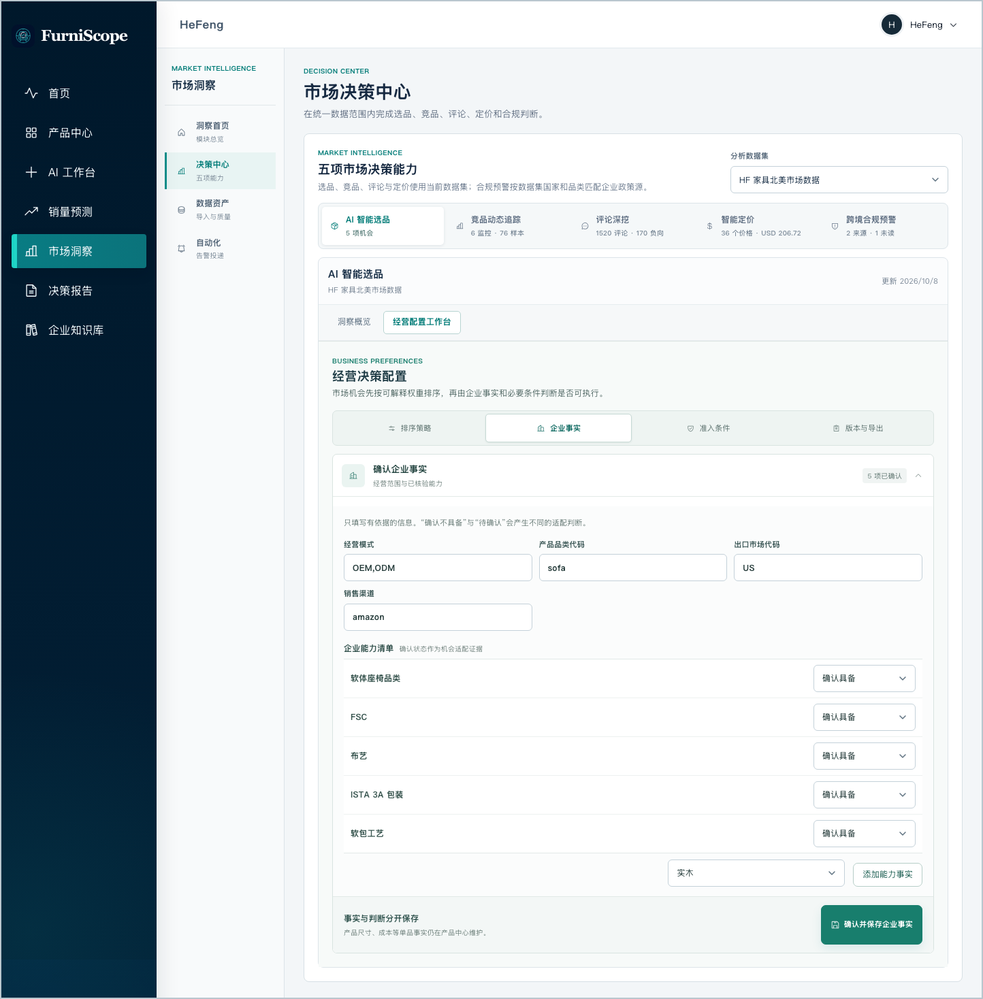 FurniScope
首页
产品中心
AI 工作台
销量预测
市场洞察
决策报告
企业知识库
HeFeng
H
HeFeng
MARKET INTELLIGENCE
市场洞察
洞察首页
模块总览
决策中心
五项能力
数据资产
导入与质量
自动化
告警投递
DECISION CENTER
市场决策中心
在统一数据范围内完成选品、竞品、评论、定价和合规判断。
MARKET INTELLIGENCE
五项市场决策能力
选品、竞品、评论与定价使用当前数据集；合规预警按数据集国家和品类匹配企业政策源。
分析数据集
HF 家具北美市场数据
AI 智能选品
5 项机会
竞品动态追踪
6 监控 · 76 样本
评论深挖
1520 评论 · 170 负向
智能定价
36 个价格 · USD 206.72
跨境合规预警
2 来源 · 1 未读
AI 智能选品
HF 家具北美市场数据
更新 2026/10/8
洞察概览
经营配置工作台
BUSINESS PREFERENCES
经营决策配置
市场机会先按可解释权重排序，再由企业事实和必要条件判断是否可执行。
排序策略
企业事实
准入条件
版本与导出
确认企业事实
经营范围与已核验能力
5 项已确认
只填写有依据的信息。“确认不具备”与“待确认”会产生不同的适配判断。
经营模式
产品品类代码
出口市场代码
OEM,ODM
sofa
US
销售渠道
amazon
企业能力清单 确认状态作为机会适配证据
软体座椅品类
确认具备
FSC
确认具备
布艺
确认具备
ISTA 3A 包装
确认具备
软包工艺
确认具备
实木
添加能力事实
事实与判断分开保存
产品尺寸、成本等单品事实仍在产品中心维护。
确认并保存企业事实